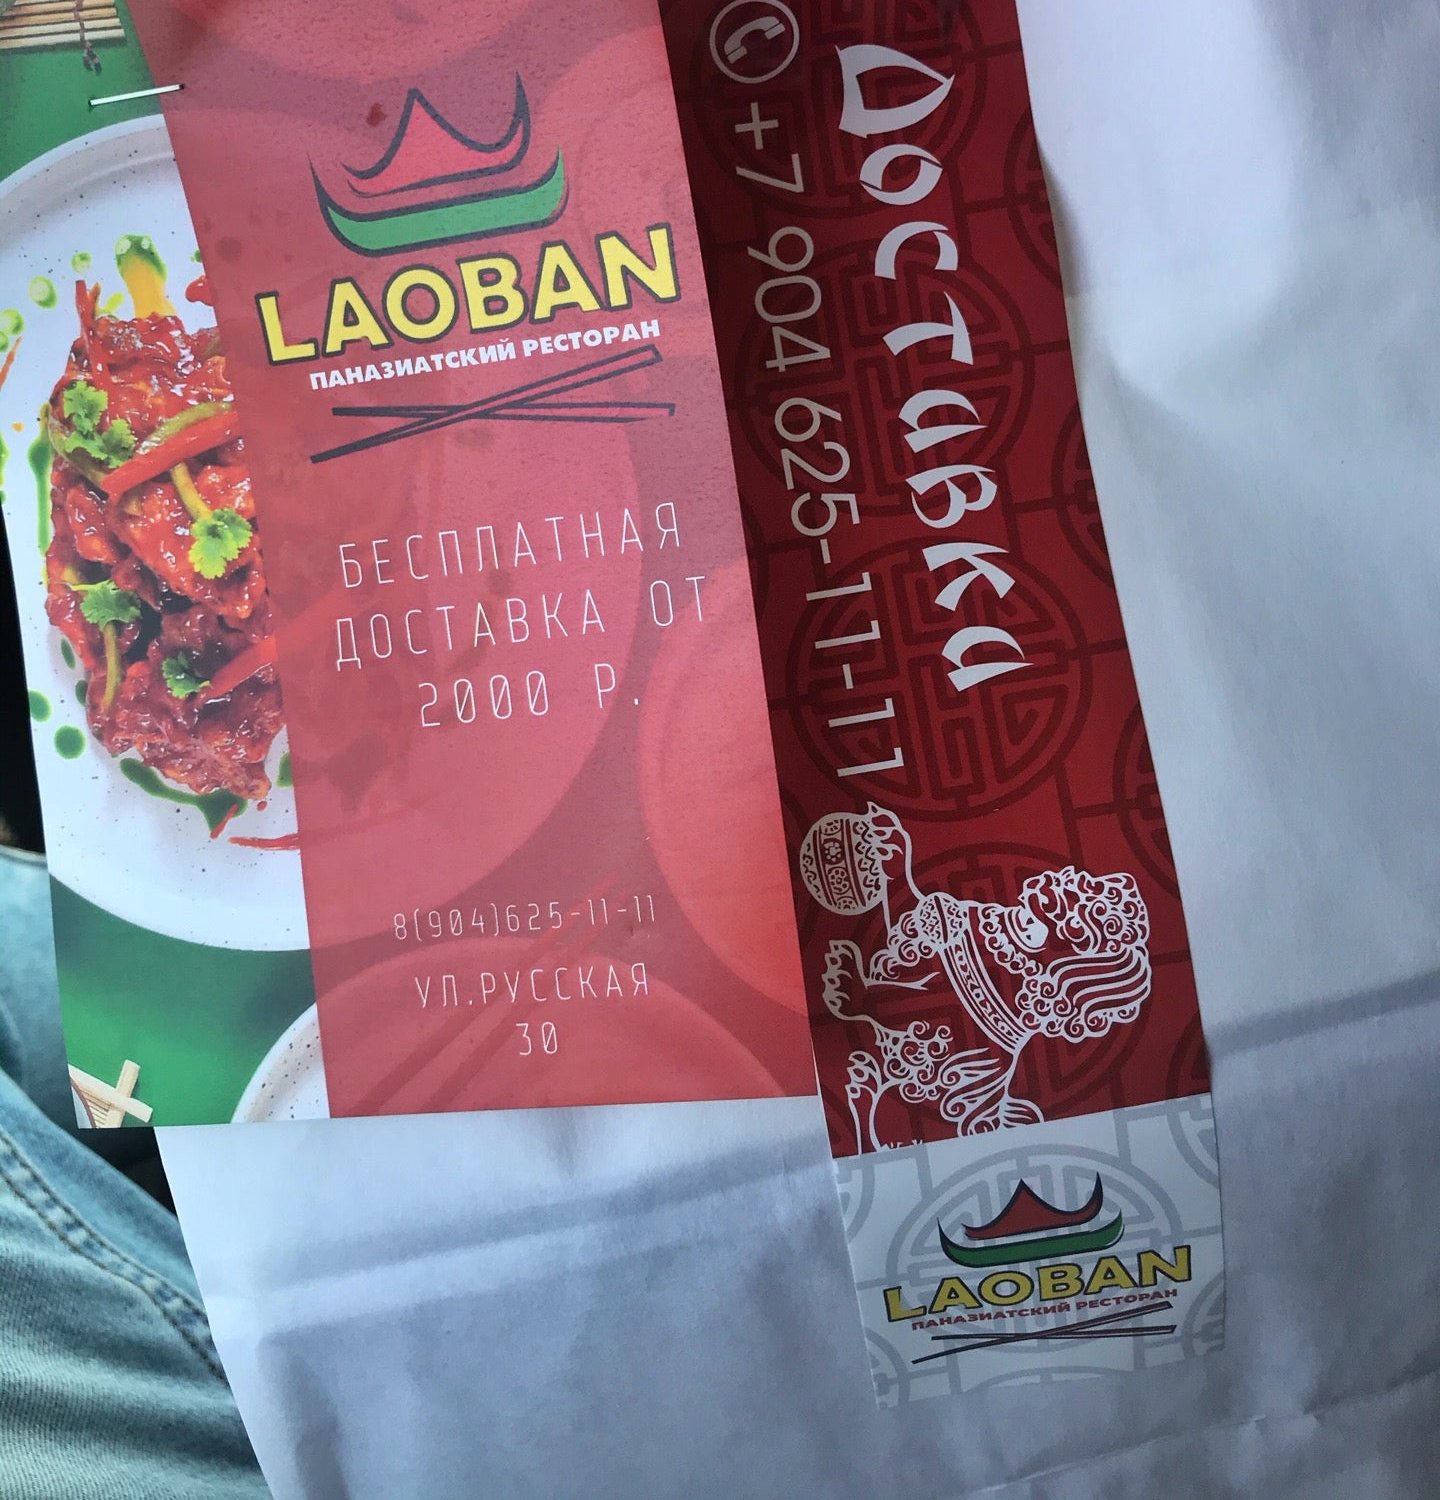 LAOBAN
ПАНАЗИАТСКИЙ РЕСТОРАН
БЕСПЛАТНАЯ
ДОСТАВКА ОТ
2000 Р.
8(904)625-11-11
УЛ.РУССКАЯ
30
Доставка
+7 904 625-11-11
LAOBAN
ПАНАЗИАТСКИЙ РЕСТОРАН